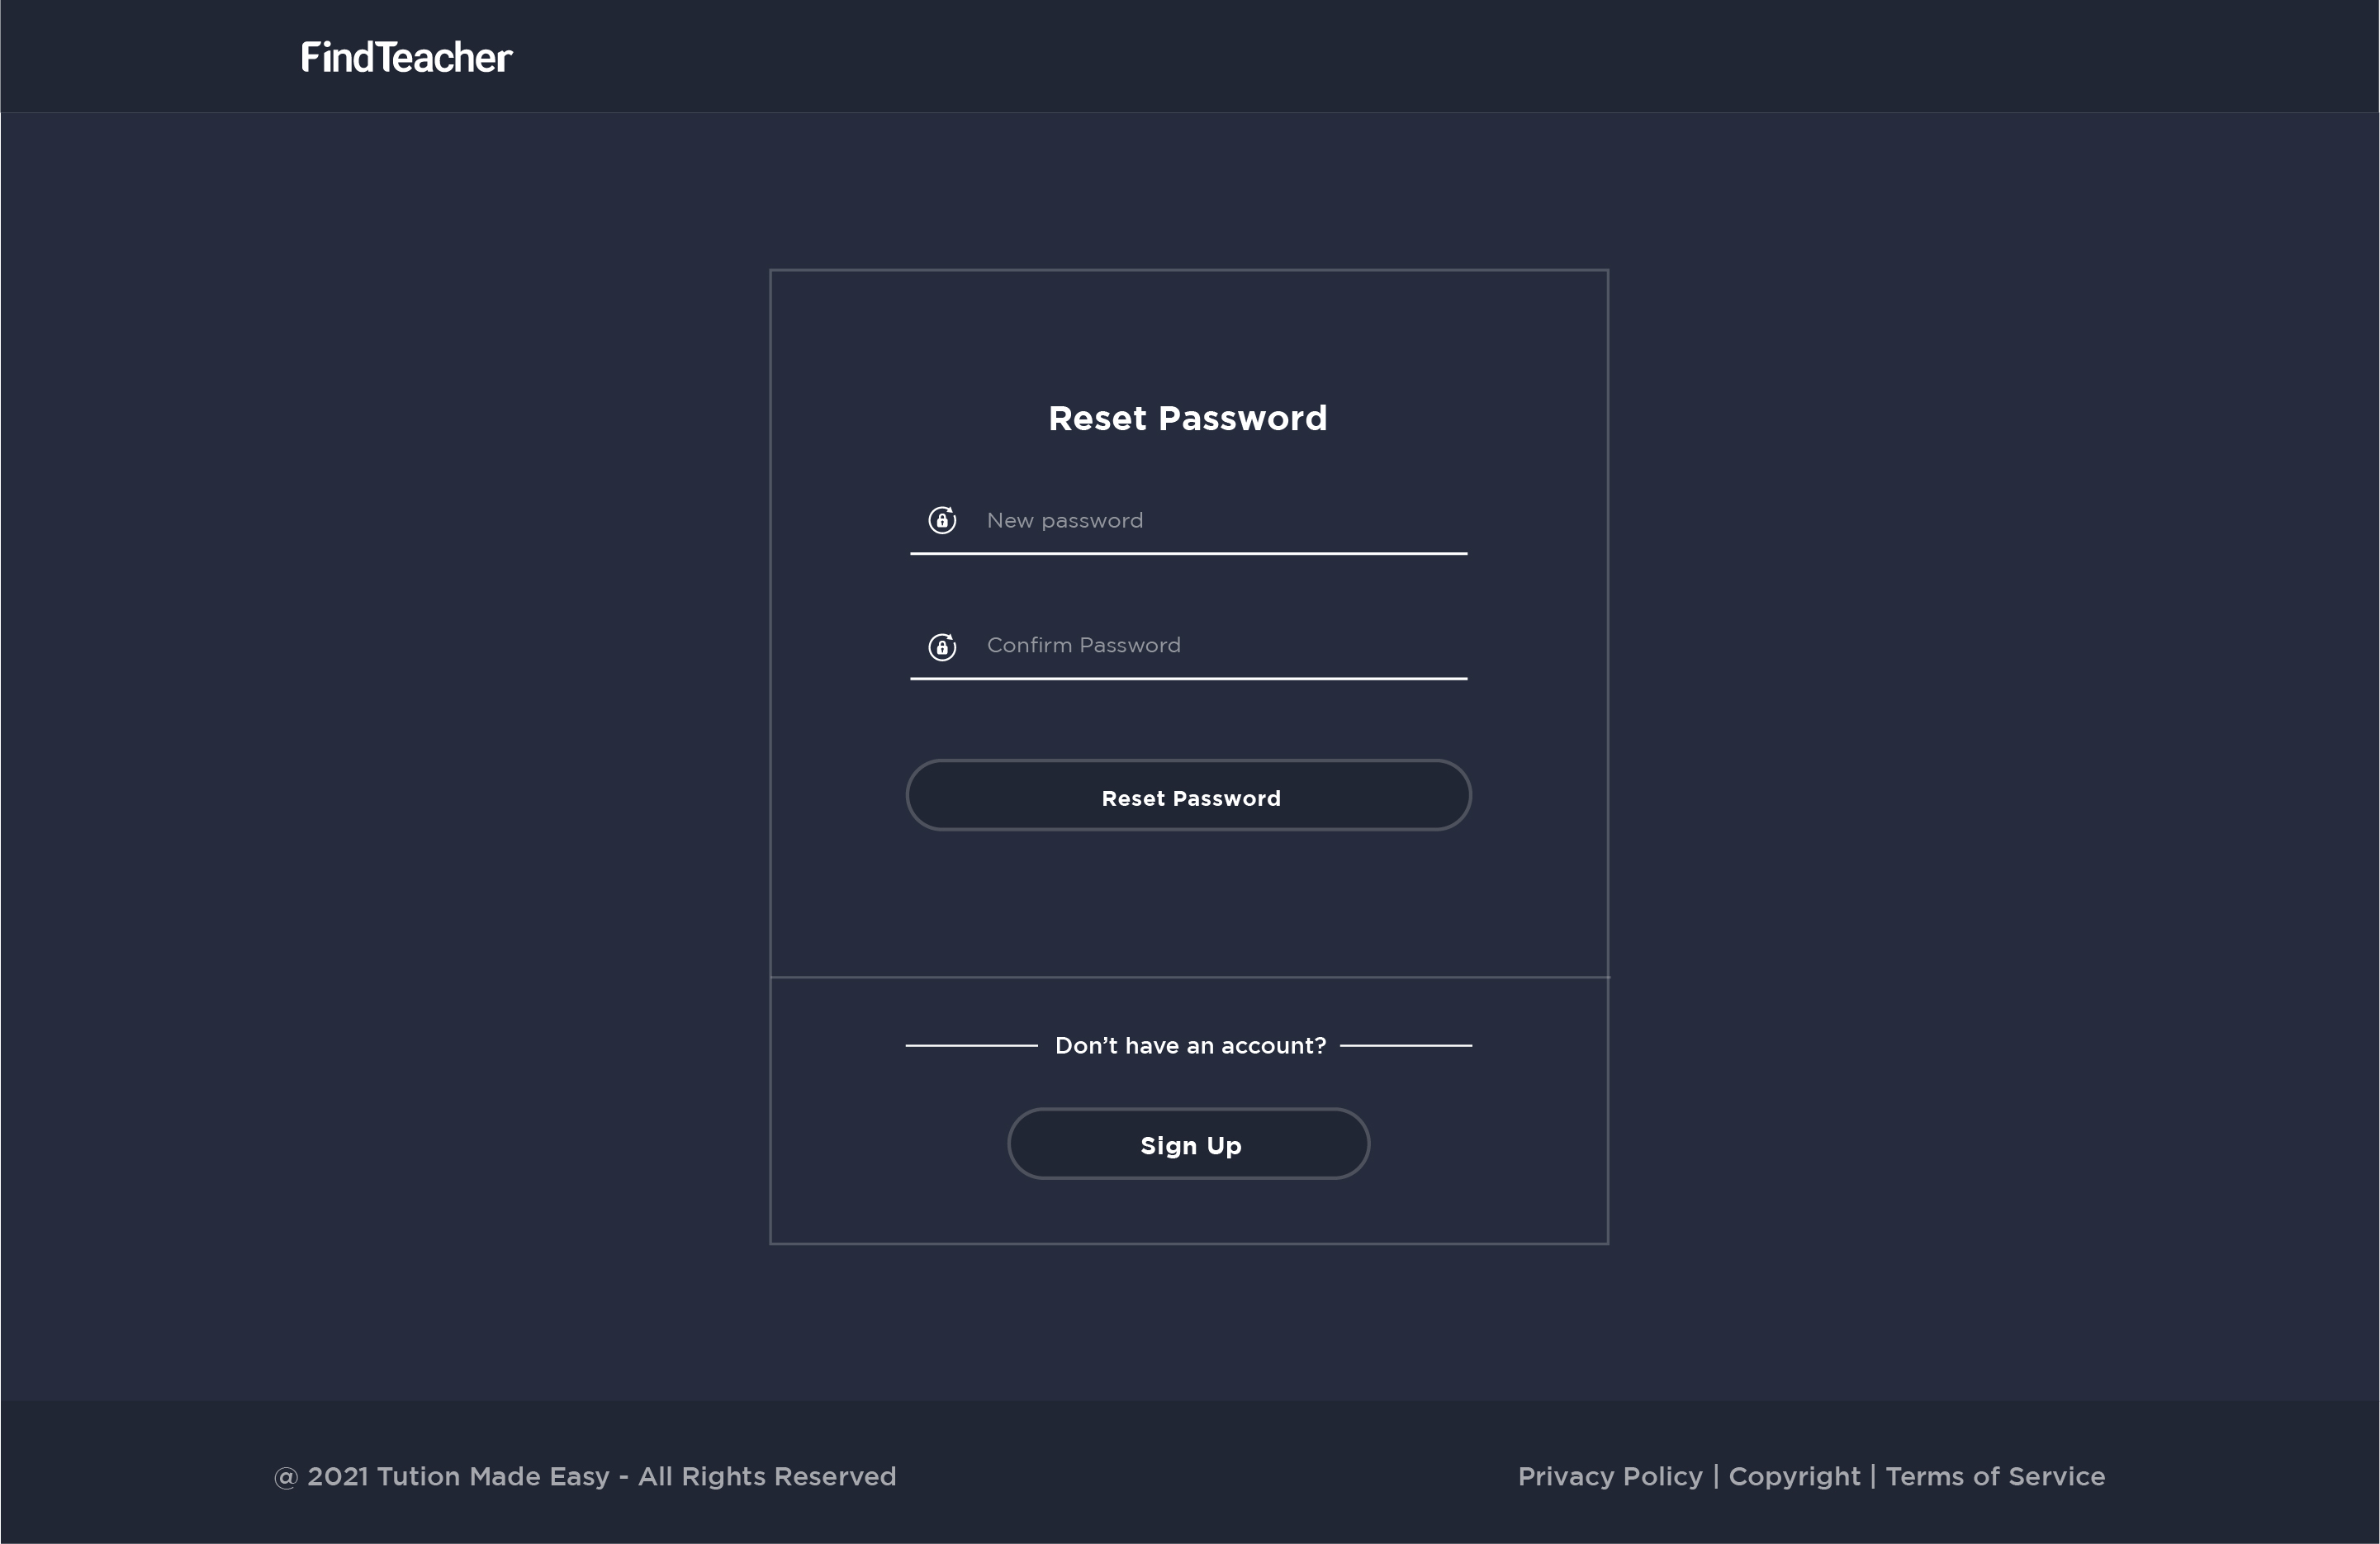 FindTeacher
Reset Password
New password
Confirm Password
Reset Password
Don’t have an account?
Sign Up
@ 2021 Tution Made Easy - All Rights Reserved
Privacy Policy | Copyright | Terms of Service